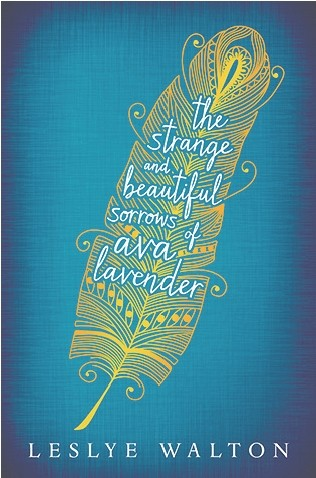 the
strange
and
beautiful
sorrows
of
ava
lavender
LESLYE WALTON